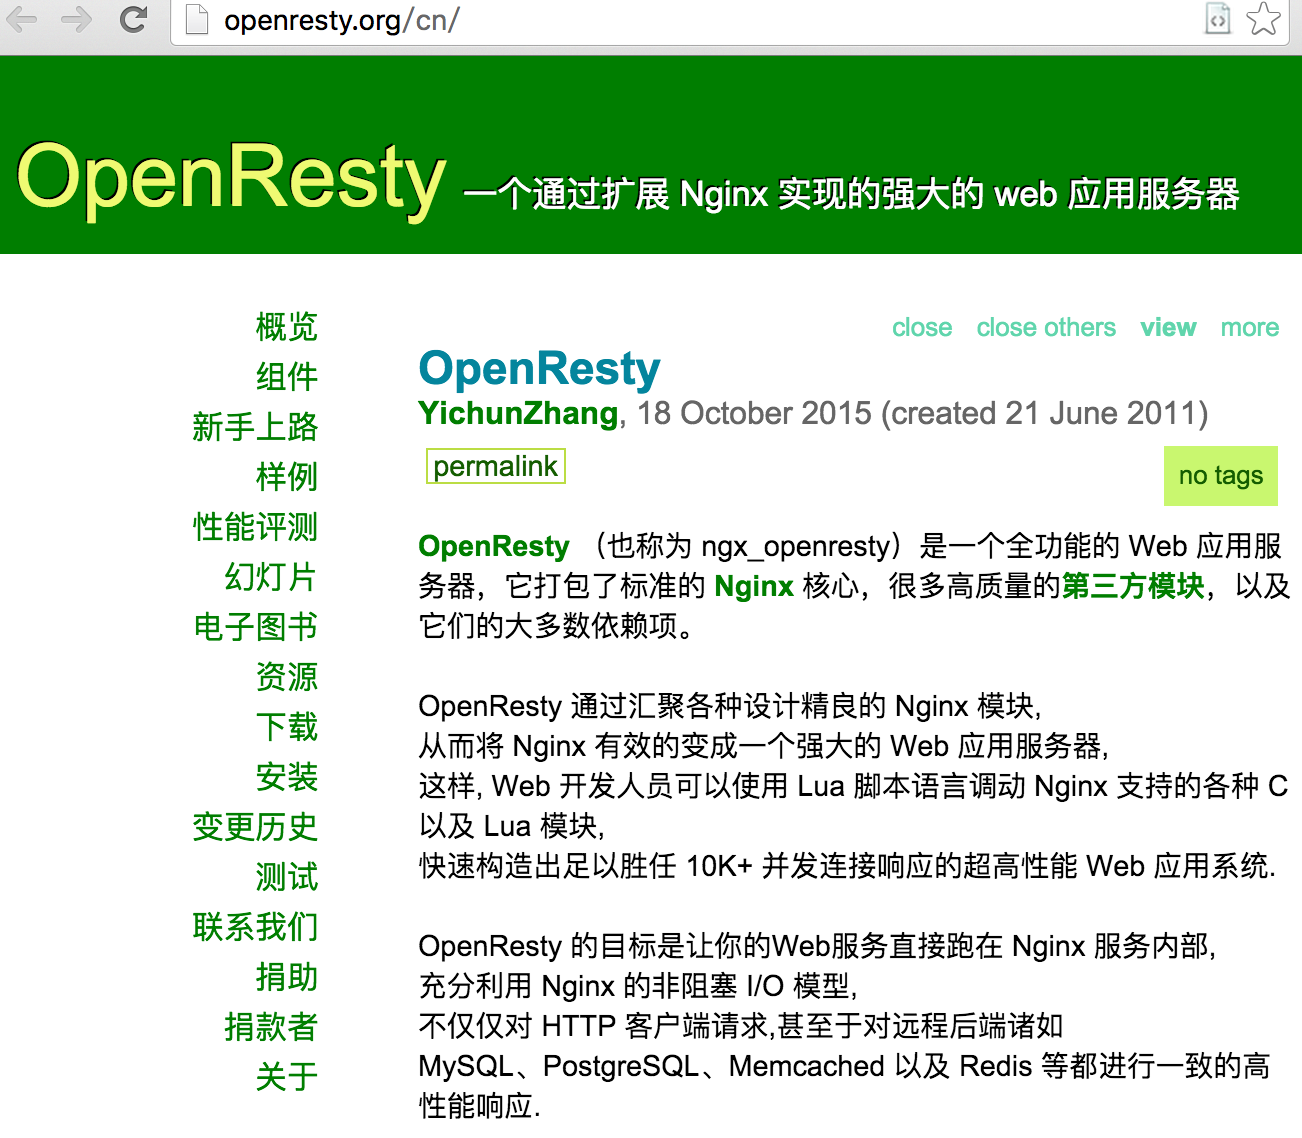 openresty.org/cn/
OpenResty 一个通过扩展 Nginx 实现的强大的 web 应用服务器
概览
组件
新手上路
样例
性能评测
幻灯片
电子图书
资源
下载
安装
变更历史
测试
联系我们
捐助
捐款者
关于
close close others view more
OpenResty
YichunZhang, 18 October 2015 (created 21 June 2011)
permalink
no tags
OpenResty （也称为 ngx_openresty）是一个全功能的 Web 应用服
务器，它打包了标准的 Nginx 核心，很多高质量的第三方模块，以及
它们的大多数依赖项。
OpenResty 通过汇聚各种设计精良的 Nginx 模块,
从而将 Nginx 有效的变成一个强大的 Web 应用服务器,
这样, Web 开发人员可以使用 Lua 脚本语言调动 Nginx 支持的各种 C
以及 Lua 模块,
快速构造出足以胜任 10K+ 并发连接响应的超高性能 Web 应用系统.
OpenResty 的目标是让你的Web服务直接跑在 Nginx 服务内部,
充分利用 Nginx 的非阻塞 I/O 模型,
不仅仅对 HTTP 客户端请求,甚至于对远程后端诸如
MySQL、PostgreSQL、Memcached 以及 Redis 等都进行一致的高
性能响应.